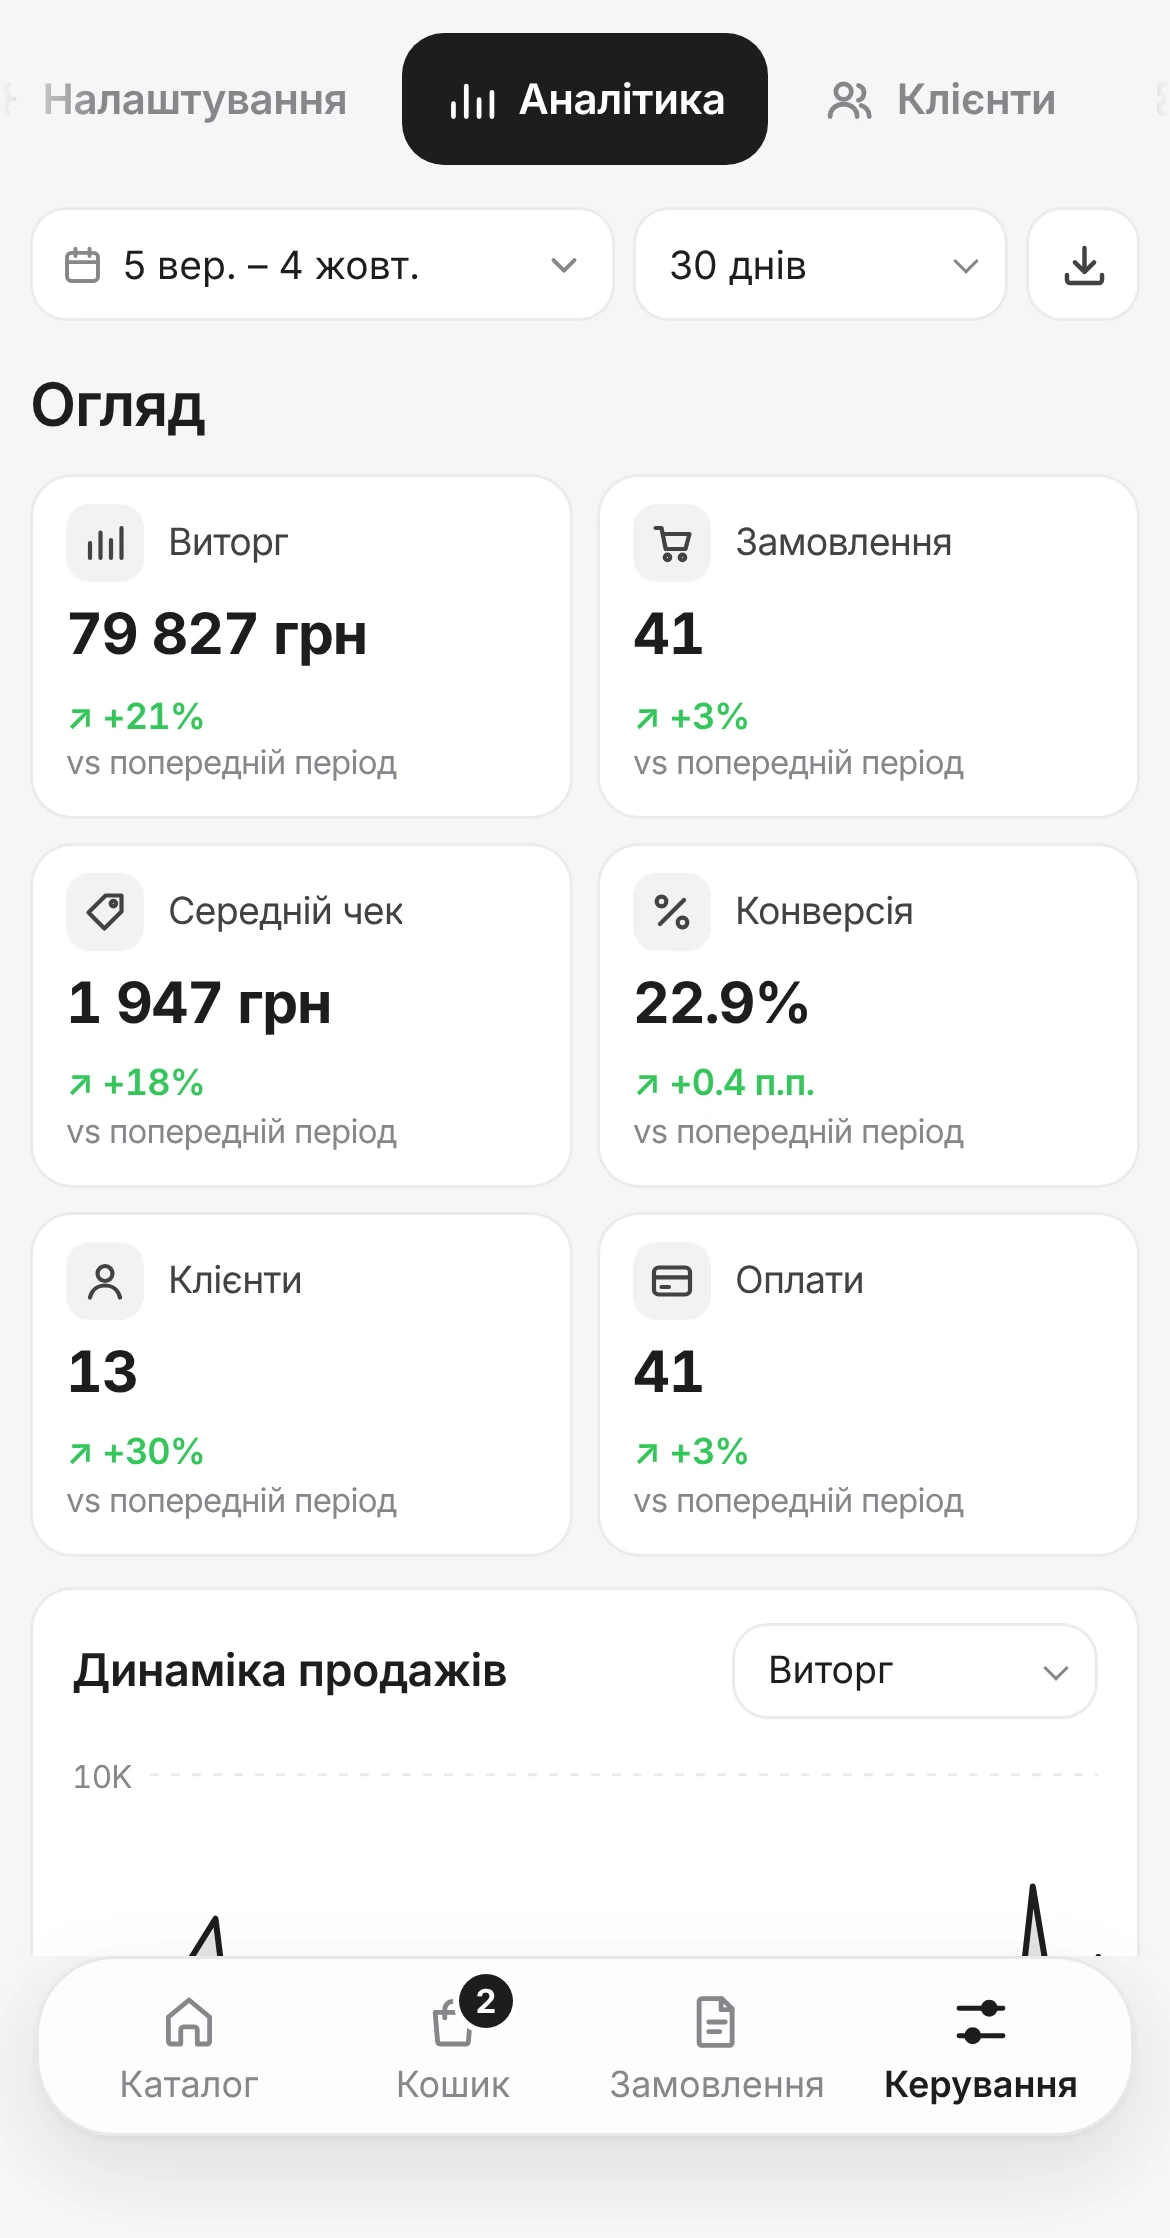 Налаштування
Аналітика
Клієнти
5 вер. – 4 жовт.
30 днів
Огляд
Виторг
79 827 грн
+21%
vs попередній період
Замовлення
41
+3%
vs попередній період
Середній чек
1 947 грн
+18%
vs попередній період
Конверсія
22.9%
+0.4 п.п.
vs попередній період
Клієнти
13
+30%
vs попередній період
Оплати
41
+3%
vs попередній період
Динаміка продажів
Виторг
10K
2
Каталог
Кошик
Замовлення
Керування